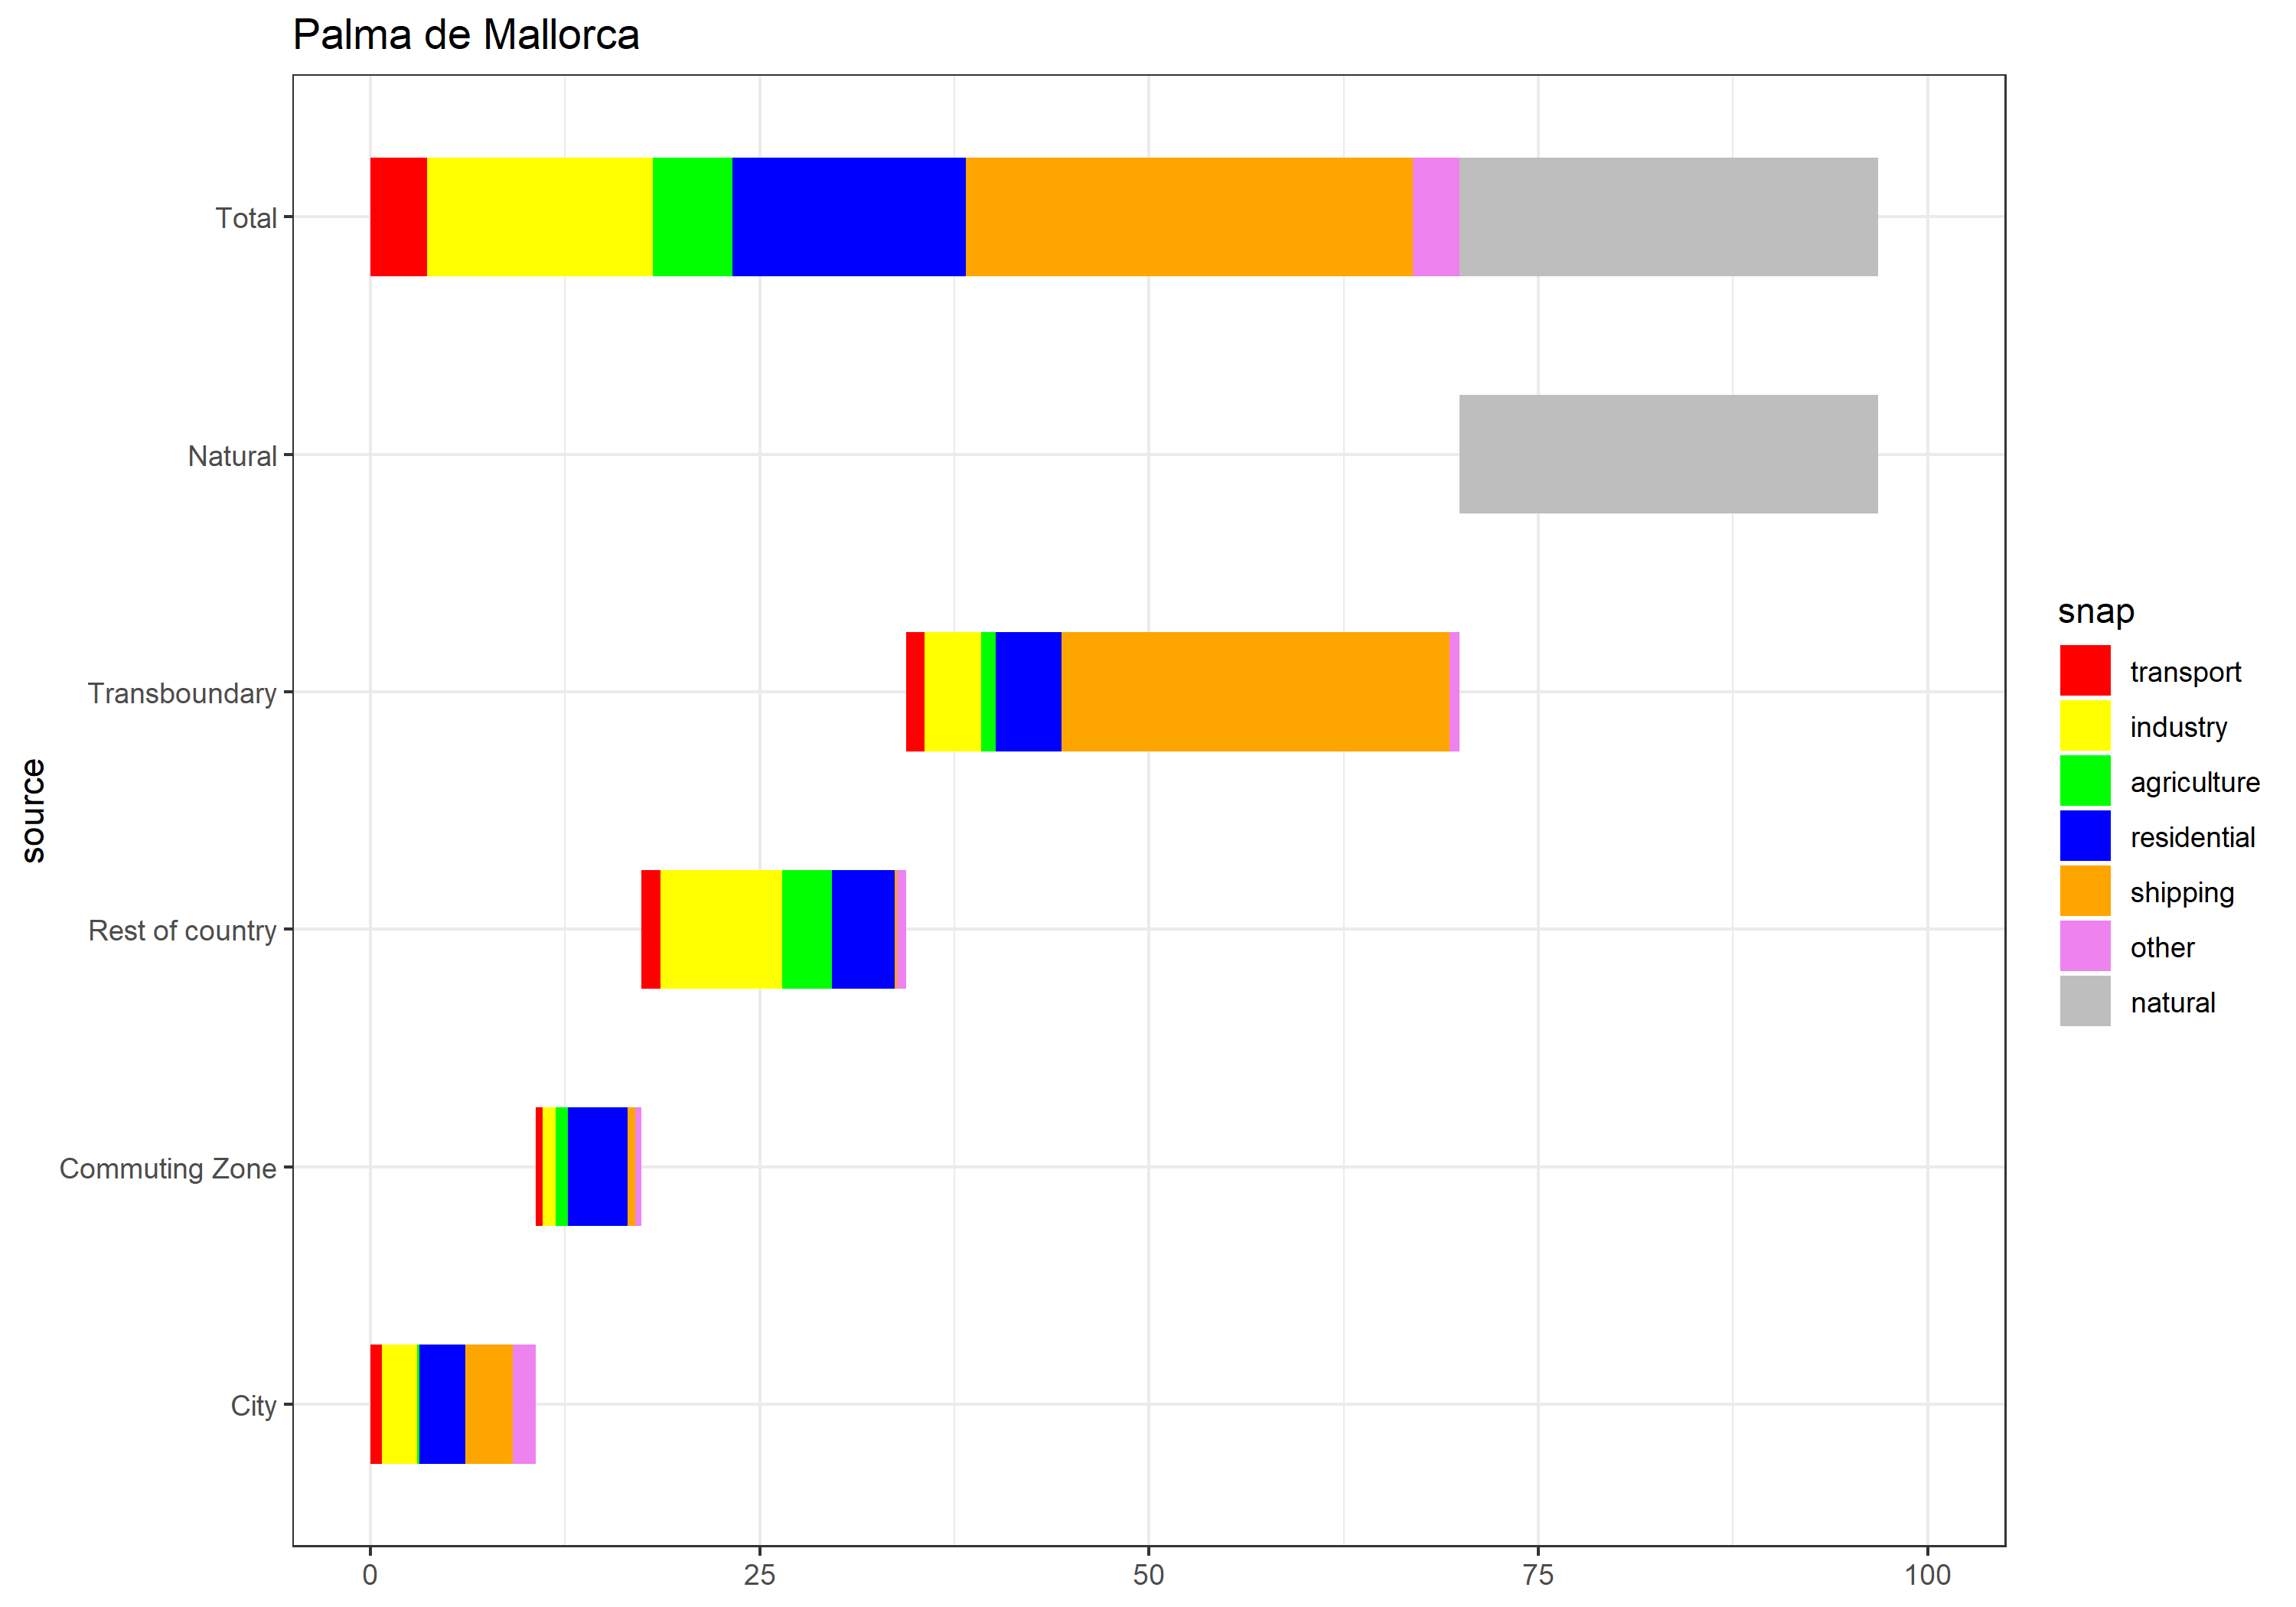 Palma de Mallorca
Total
Natural
Transboundary
Rest of country
Commuting Zone
City
source
0 25 50 75 100
snap
transport
industry
agriculture
residential
shipping
other
natural